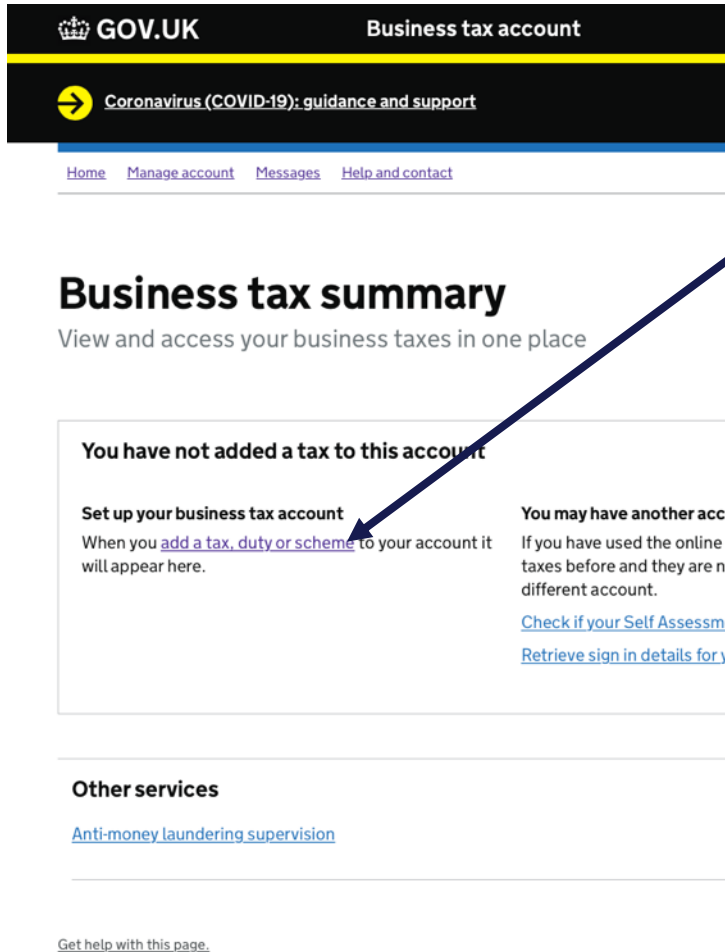 GOV.UK
Business tax account
Coronavirus (COVID-19): guidance and support
Home Manage account Messages Help and contact
Business tax summary
View and access your business taxes in one place
You have not added a tax to this account
Set up your business tax account
When you add a tax, duty or scheme to your account it
will appear here.
You may have another acc
If you have used the online
taxes before and they are n
different account.
Check if your Self Assessm
Retrieve sign in details for y
Other services
Anti-money laundering supervision
Get help with this page.